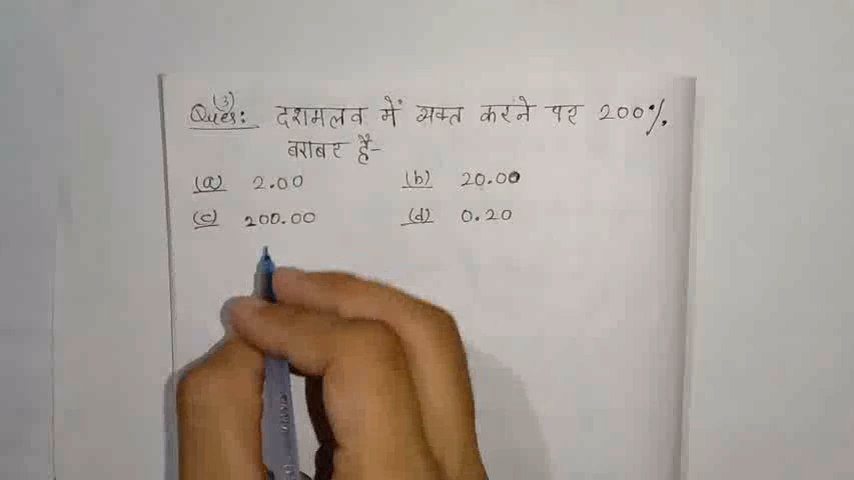 (3)
Ques: दशमलव में व्यक्त करने पर 200%
बराबर है-
(a) 2.00 (b) 20.00
(c) 200.00 (d) 0.20